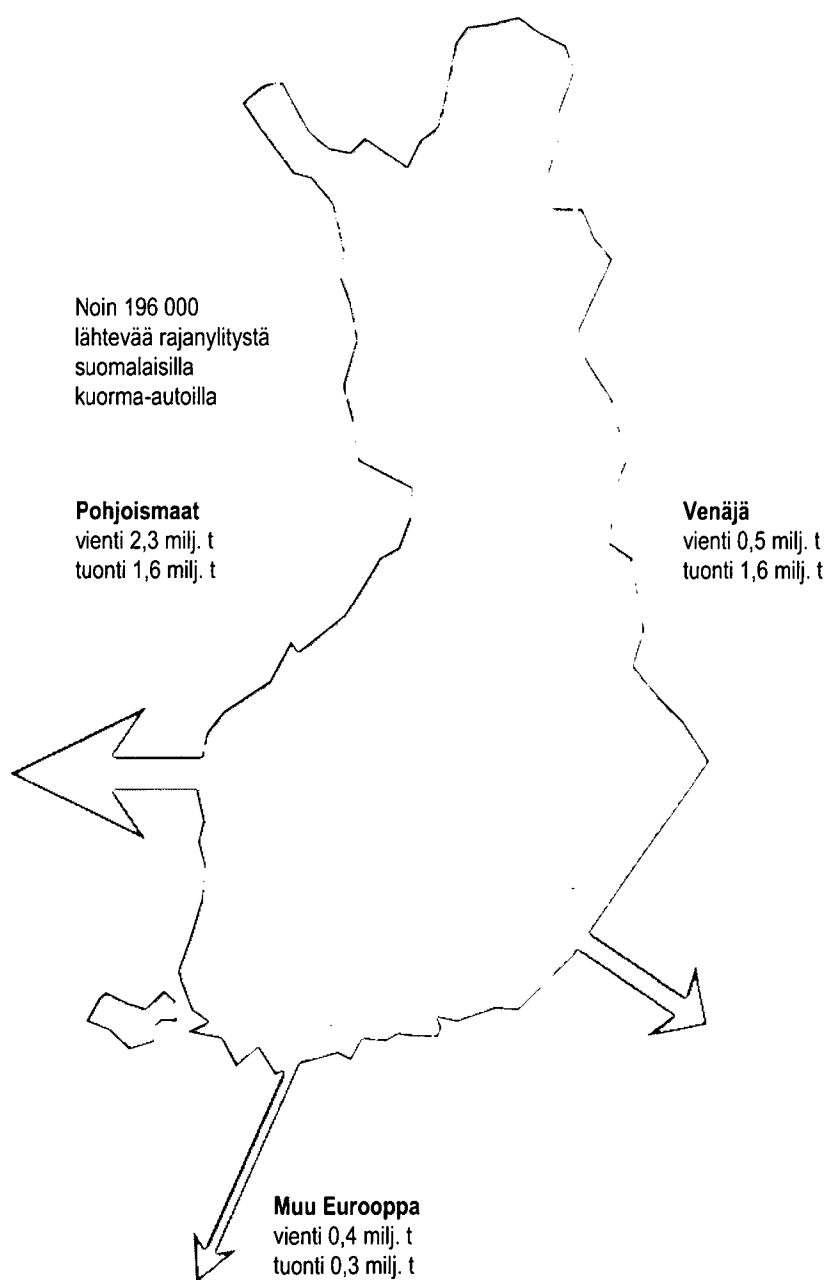 Noin 196 000
lähtevää rajanylitystä
suomalaisilla
kuorma-autoilla
Pohjoismaat
vienti 2,3 milj. t
tuonti 1,6 milj. t
Venäjä
vienti 0,5 milj. t
tuonti 1,6 milj. t
Muu Eurooppa
vienti 0,4 milj. t
tuonti 0,3 milj. t